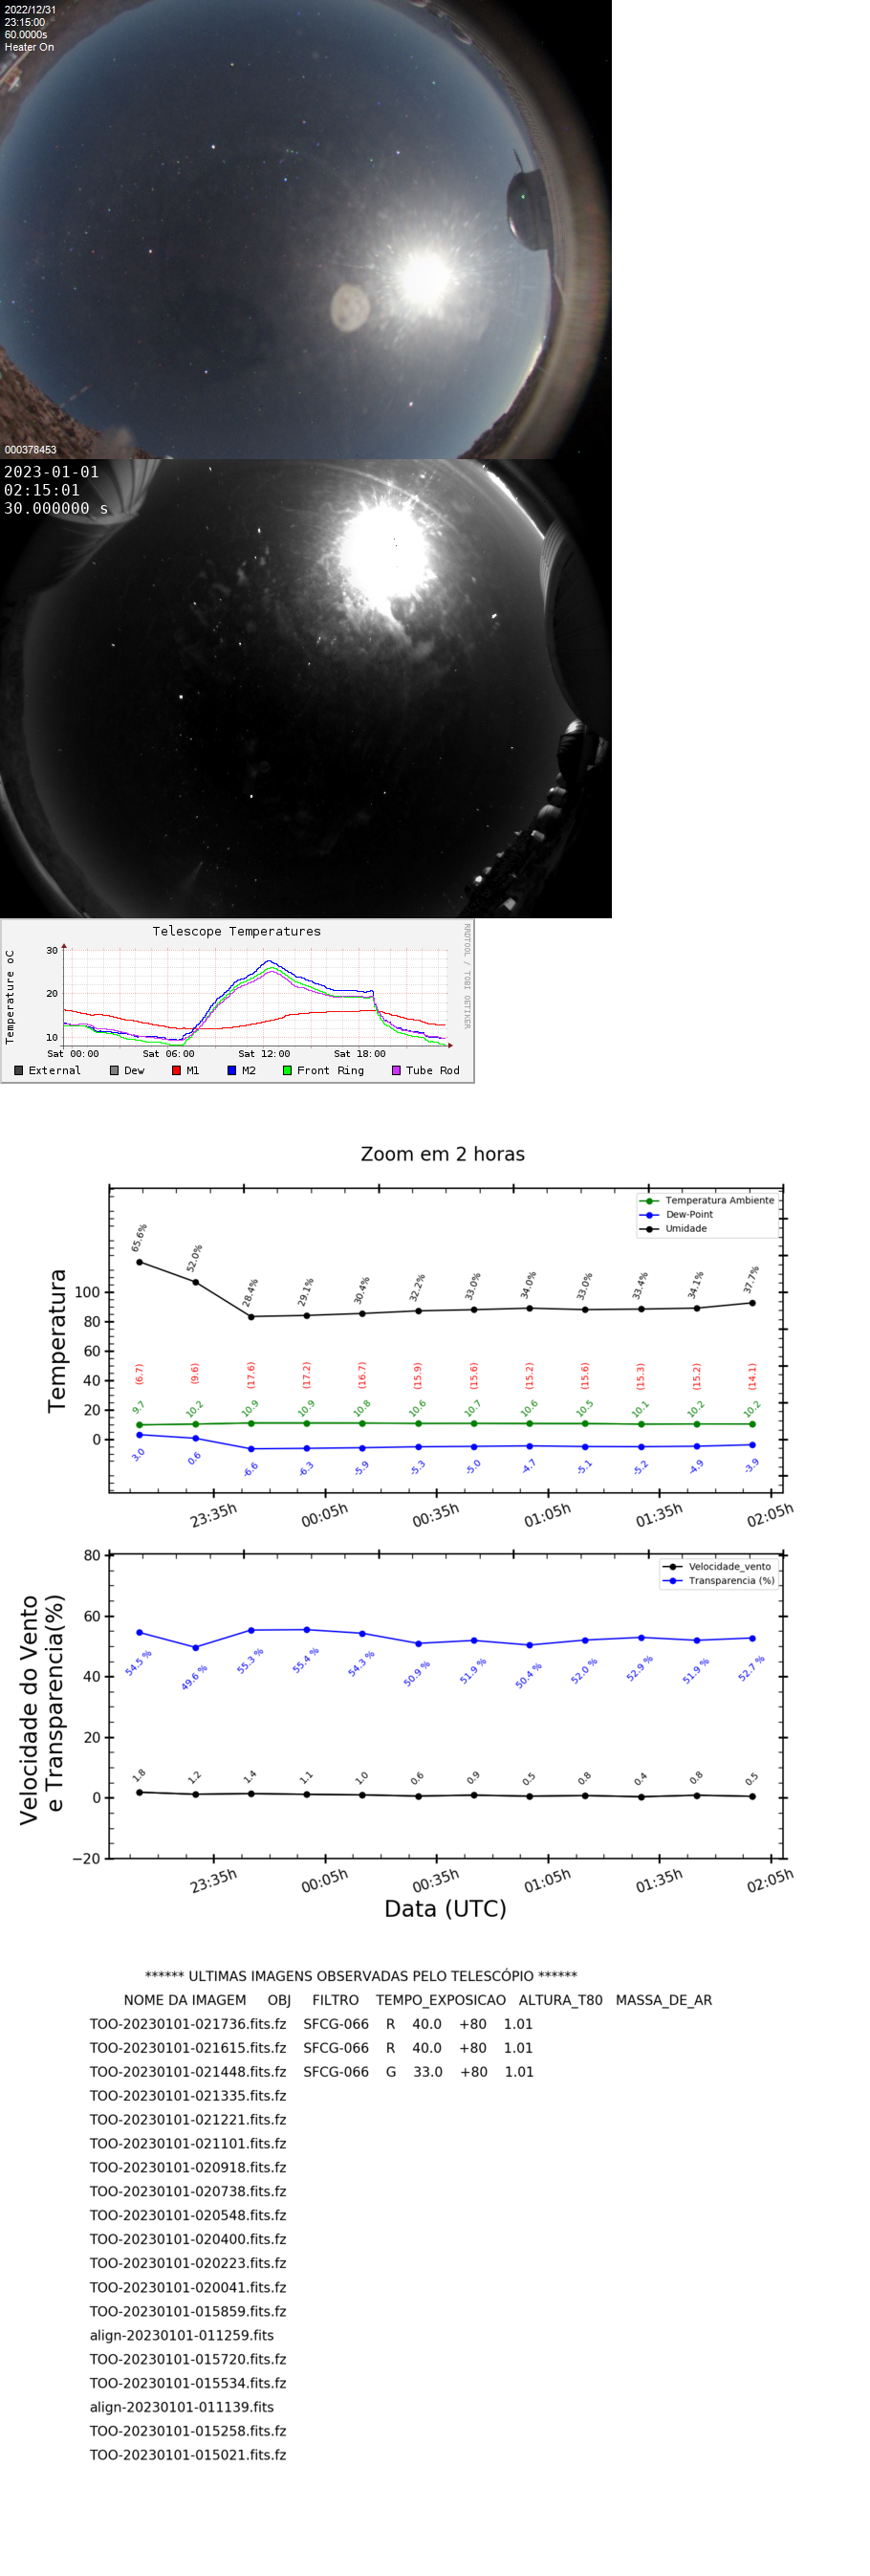 2022/12/31
23:15:00
60.0000s
Heater On
000378453
2023-01-01
02:15:01
30.000000 s
Telescope Temperatures
Temperature oC
RRDTOOL / TOBI OETIKER
30
20
10
Sat 00:00 Sat 06:00 Sat 12:00 Sat 18:00
External Dew M1 M2 Front Ring Tube Rod
Zoom em 2 horas
Temperatura
Temperatura Ambiente
Dew-Point
Umidade
100
80
60
40
20
0
65.6% 52.0% 28.4% 29.1% 30.4% 32.2% 33.0% 34.0% 33.0% 33.4% 34.1% 37.7%
(6.7) (9.6) (17.6) (17.2) (16.7) (15.9) (15.6) (15.2) (15.6) (15.3) (15.2) (14.1)
9.7 10.2 10.9 10.9 10.8 10.6 10.7 10.6 10.5 10.1 10.2 10.2
3.0 0.6 -6.6 -6.3 -5.9 -5.3 -5.0 -4.7 -5.1 -5.2 -4.9 -3.9
23:35h 00:05h 00:35h 01:05h 01:35h 02:05h
Velocidade do Vento
e Transparencia(%)
Velocidade_vento
Transparencia (%)
80
60
40
20
0
−20
54.5 % 49.6 % 55.3 % 55.4 % 54.3 % 50.9 % 51.9 % 50.4 % 52.0 % 52.9 % 51.9 % 52.7 %
1.8 1.2 1.4 1.1 1.0 0.6 0.9 0.5 0.8 0.4 0.8 0.5
23:35h 00:05h 00:35h 01:05h 01:35h 02:05h
Data (UTC)
****** ULTIMAS IMAGENS OBSERVADAS PELO TELESCÓPIO ******
NOME DA IMAGEM OBJ FILTRO TEMPO_EXPOSICAO ALTURA_T80 MASSA_DE_AR
TOO-20230101-021736.fits.fz SFCG-066 R 40.0 +80 1.01
TOO-20230101-021615.fits.fz SFCG-066 R 40.0 +80 1.01
TOO-20230101-021448.fits.fz SFCG-066 G 33.0 +80 1.01
TOO-20230101-021335.fits.fz
TOO-20230101-021221.fits.fz
TOO-20230101-021101.fits.fz
TOO-20230101-020918.fits.fz
TOO-20230101-020738.fits.fz
TOO-20230101-020548.fits.fz
TOO-20230101-020400.fits.fz
TOO-20230101-020223.fits.fz
TOO-20230101-020041.fits.fz
TOO-20230101-015859.fits.fz
align-20230101-011259.fits
TOO-20230101-015720.fits.fz
TOO-20230101-015534.fits.fz
align-20230101-011139.fits
TOO-20230101-015258.fits.fz
TOO-20230101-015021.fits.fz